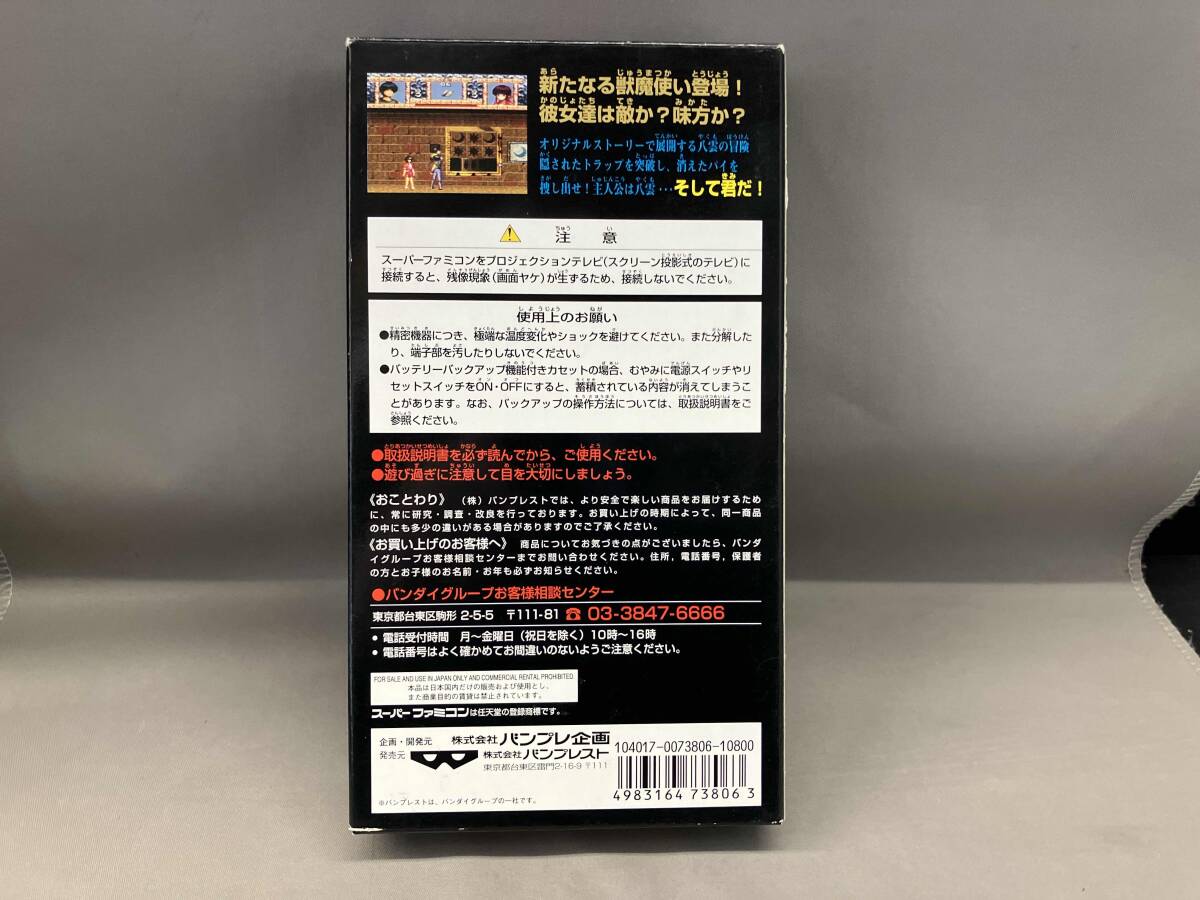 新たなる獣魔使い登場！
彼女達は敵か？味方か？
オリジナルストーリーで展開する八雲の冒険
隠されたトラップを突破し、消えたパイを
捜し出せ！主人公は八雲…そして君だ！
注意
スーパーファミコンをプロジェクションテレビ(スクリーン投影式のテレビ)に
接続すると、残像現象(画面ヤケ)が生ずるため、接続しないでください。
使用上のお願い
●精密機器につき、極端な温度変化やショックを避けてください。また分解した
り、端子部を汚したりしないでください。
●バッテリーバックアップ機能付きカセットの場合、むやみに電源スイッチやリ
セットスイッチをON・OFFにすると、蓄積されている内容が消えてしまうこ
とがあります。なお、バックアップの操作方法については、取扱説明書をご
参照ください。
●取扱説明書を必ず読んでから、ご使用ください。
●遊び過ぎに注意して目を大切にしましょう。
《おことわり》 (株)バンプレストでは、より安全で楽しい商品をお届けするため
に、常に研究・調査・改良を行っております。お買い上げの時期によって、同一商品
の中にも多少の違いがある場合がありますのでご了承ください。
《お買い上げのお客様へ》 商品についてお気づきの点がございましたら、バンダ
イグループお客様相談センターまでお問い合わせください。住所，電話番号，保護者
の方とお子様のお名前・お年も必ずお知らせください。
●バンダイグループお客様相談センター
東京都台東区駒形 2-5-5 〒111-81 ☎ 03-3847-6666
• 電話受付時間 月〜金曜日(祝日を除く)10時〜16時
• 電話番号はよく確かめてお間違いのないようご注意ください。
FOR SALE AND USE IN JAPAN ONLY AND COMMERCIAL RENTAL PROHIBITED.
本品は日本国内だけの販売および使用とし、
また商業目的の賃貸は禁止されています。
スーパーファミコンは任天堂の登録商標です。
企画・開発元 株式会社バンプレ企画
発売元 株式会社バンプレスト
東京都台東区雷門2-16-9 〒111
104017-0073806-10800
4983164 738063
※バンプレストは、バンダイグループの一社です。